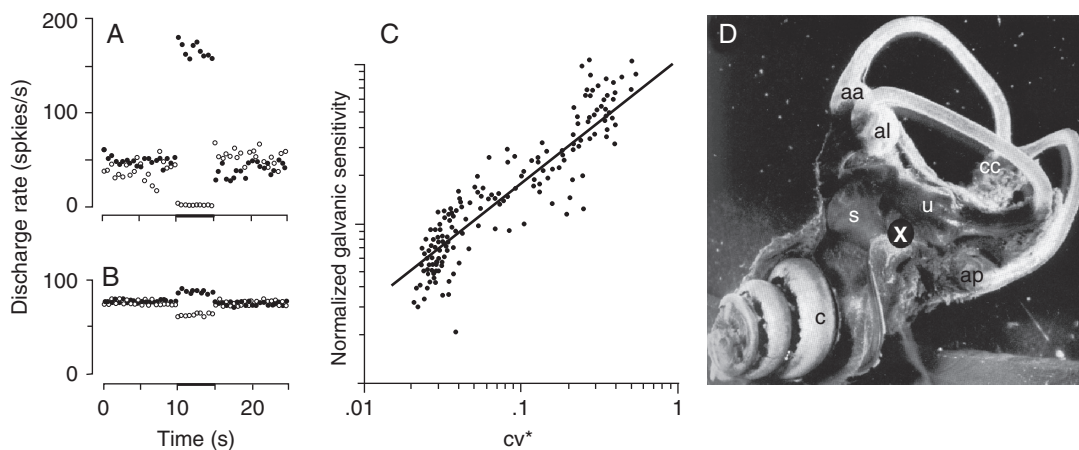 A
200
100
0
B
100
0
Discharge rate (spkies/s)
0
10
20
Time (s)
C
Normalized galvanic sensitivity
.01
.1
1
cv*
D
aa
al
cc
s
u
X
ap
c